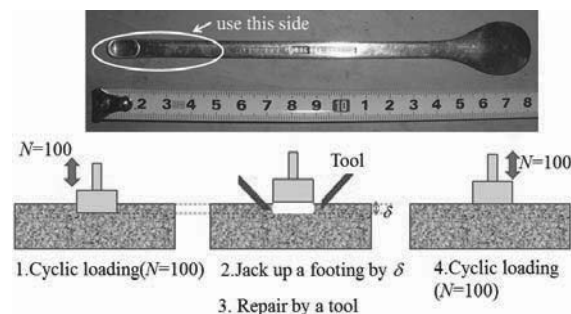 use this side
2 3 4 5 6 7 8 9 10 1 2 3 4 5 6 7 8
N=100
Tool
N=100
δ
1.Cyclic loading(N=100)
2.Jack up a footing by δ
4.Cyclic loading
(N=100)
3. Repair by a tool